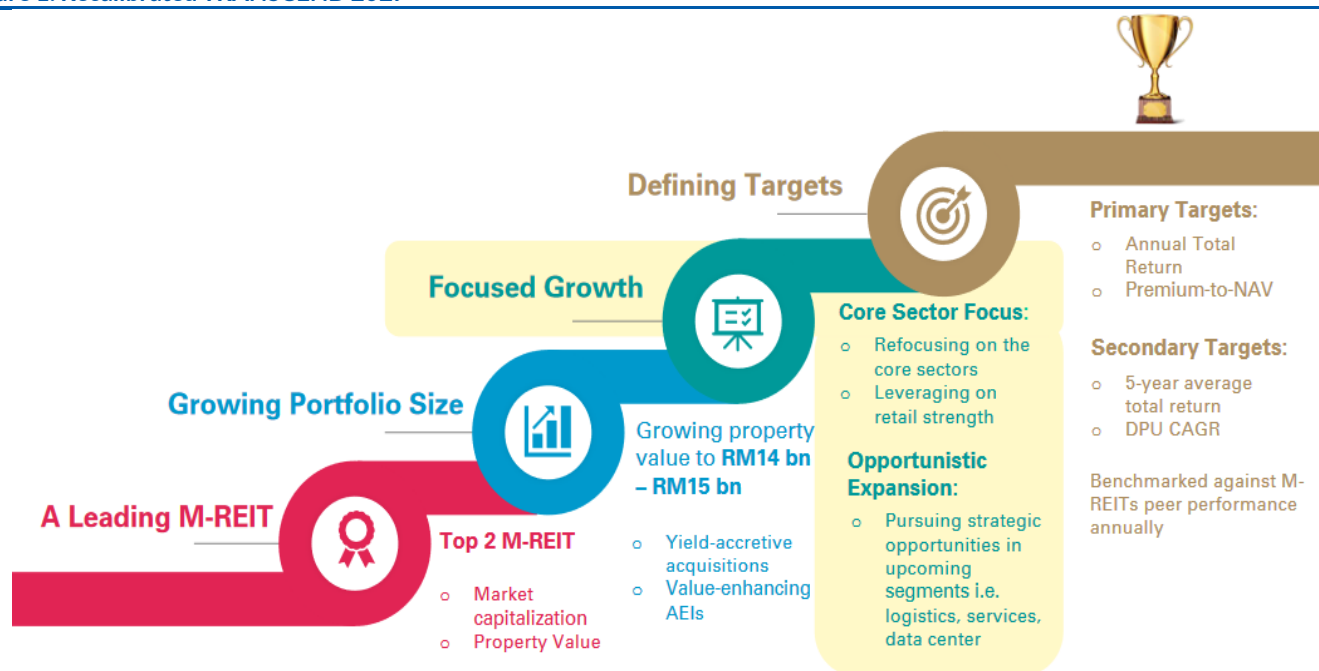 Defining Targets
Primary Targets:
o Annual Total
Return
o Premium-to-NAV
Secondary Targets:
o 5-year average
total return
o DPU CAGR
Benchmarked against M-
REITs peer performance
annually
Focused Growth
Core Sector Focus:
o Refocusing on the
core sectors
o Leveraging on
retail strength
Opportunistic
Expansion:
o Pursuing strategic
opportunities in
upcoming
segments i.e.
logistics, services,
data center
Growing Portfolio Size
Growing property
value to RM14 bn
– RM15 bn
o Yield-accretive
acquisitions
o Value-enhancing
AEIs
A Leading M-REIT
Top 2 M-REIT
o Market
capitalization
o Property Value